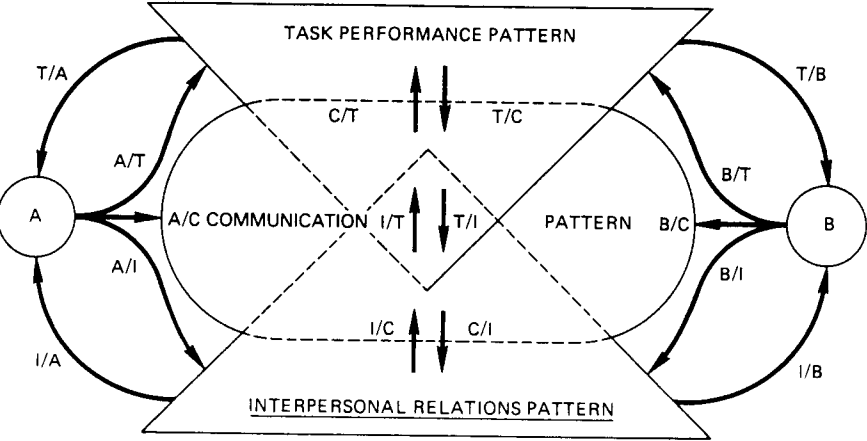 TASK PERFORMANCE PATTERN
T/A
T/B
C/T
T/C
A/T
B/T
A
A/C COMMUNICATION
I/T
T/I
PATTERN
B/C
B
A/I
B/I
I/C
C/I
I/A
I/B
INTERPERSONAL RELATIONS PATTERN